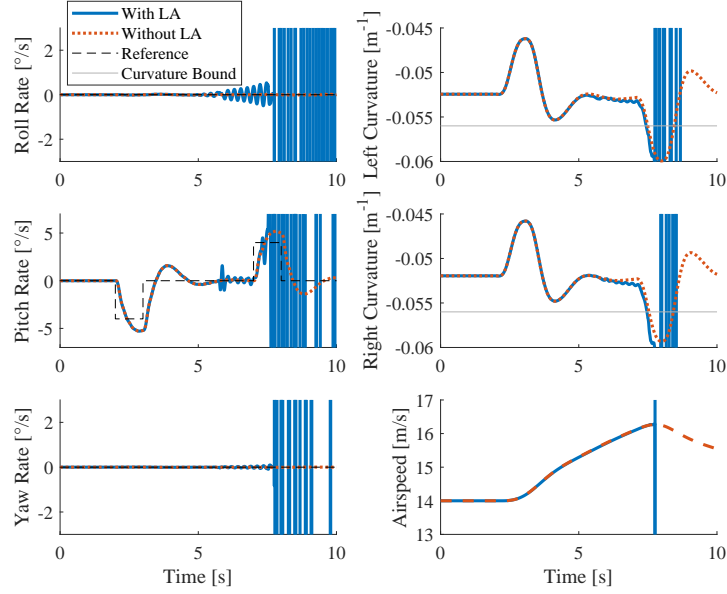 With LA
Without LA
Reference
Curvature Bound
Roll Rate [°/s]
2
0
-2
0 5 10
Left Curvature [m⁻¹]
-0.045
-0.05
-0.055
-0.06
0 5 10
Pitch Rate [°/s]
5
0
-5
0 5 10
Right Curvature [m⁻¹]
-0.045
-0.05
-0.055
-0.06
0 5 10
Yaw Rate [°/s]
2
0
-2
0 5 10
Time [s]
Airspeed [m/s]
17
16
15
14
13
0 5 10
Time [s]